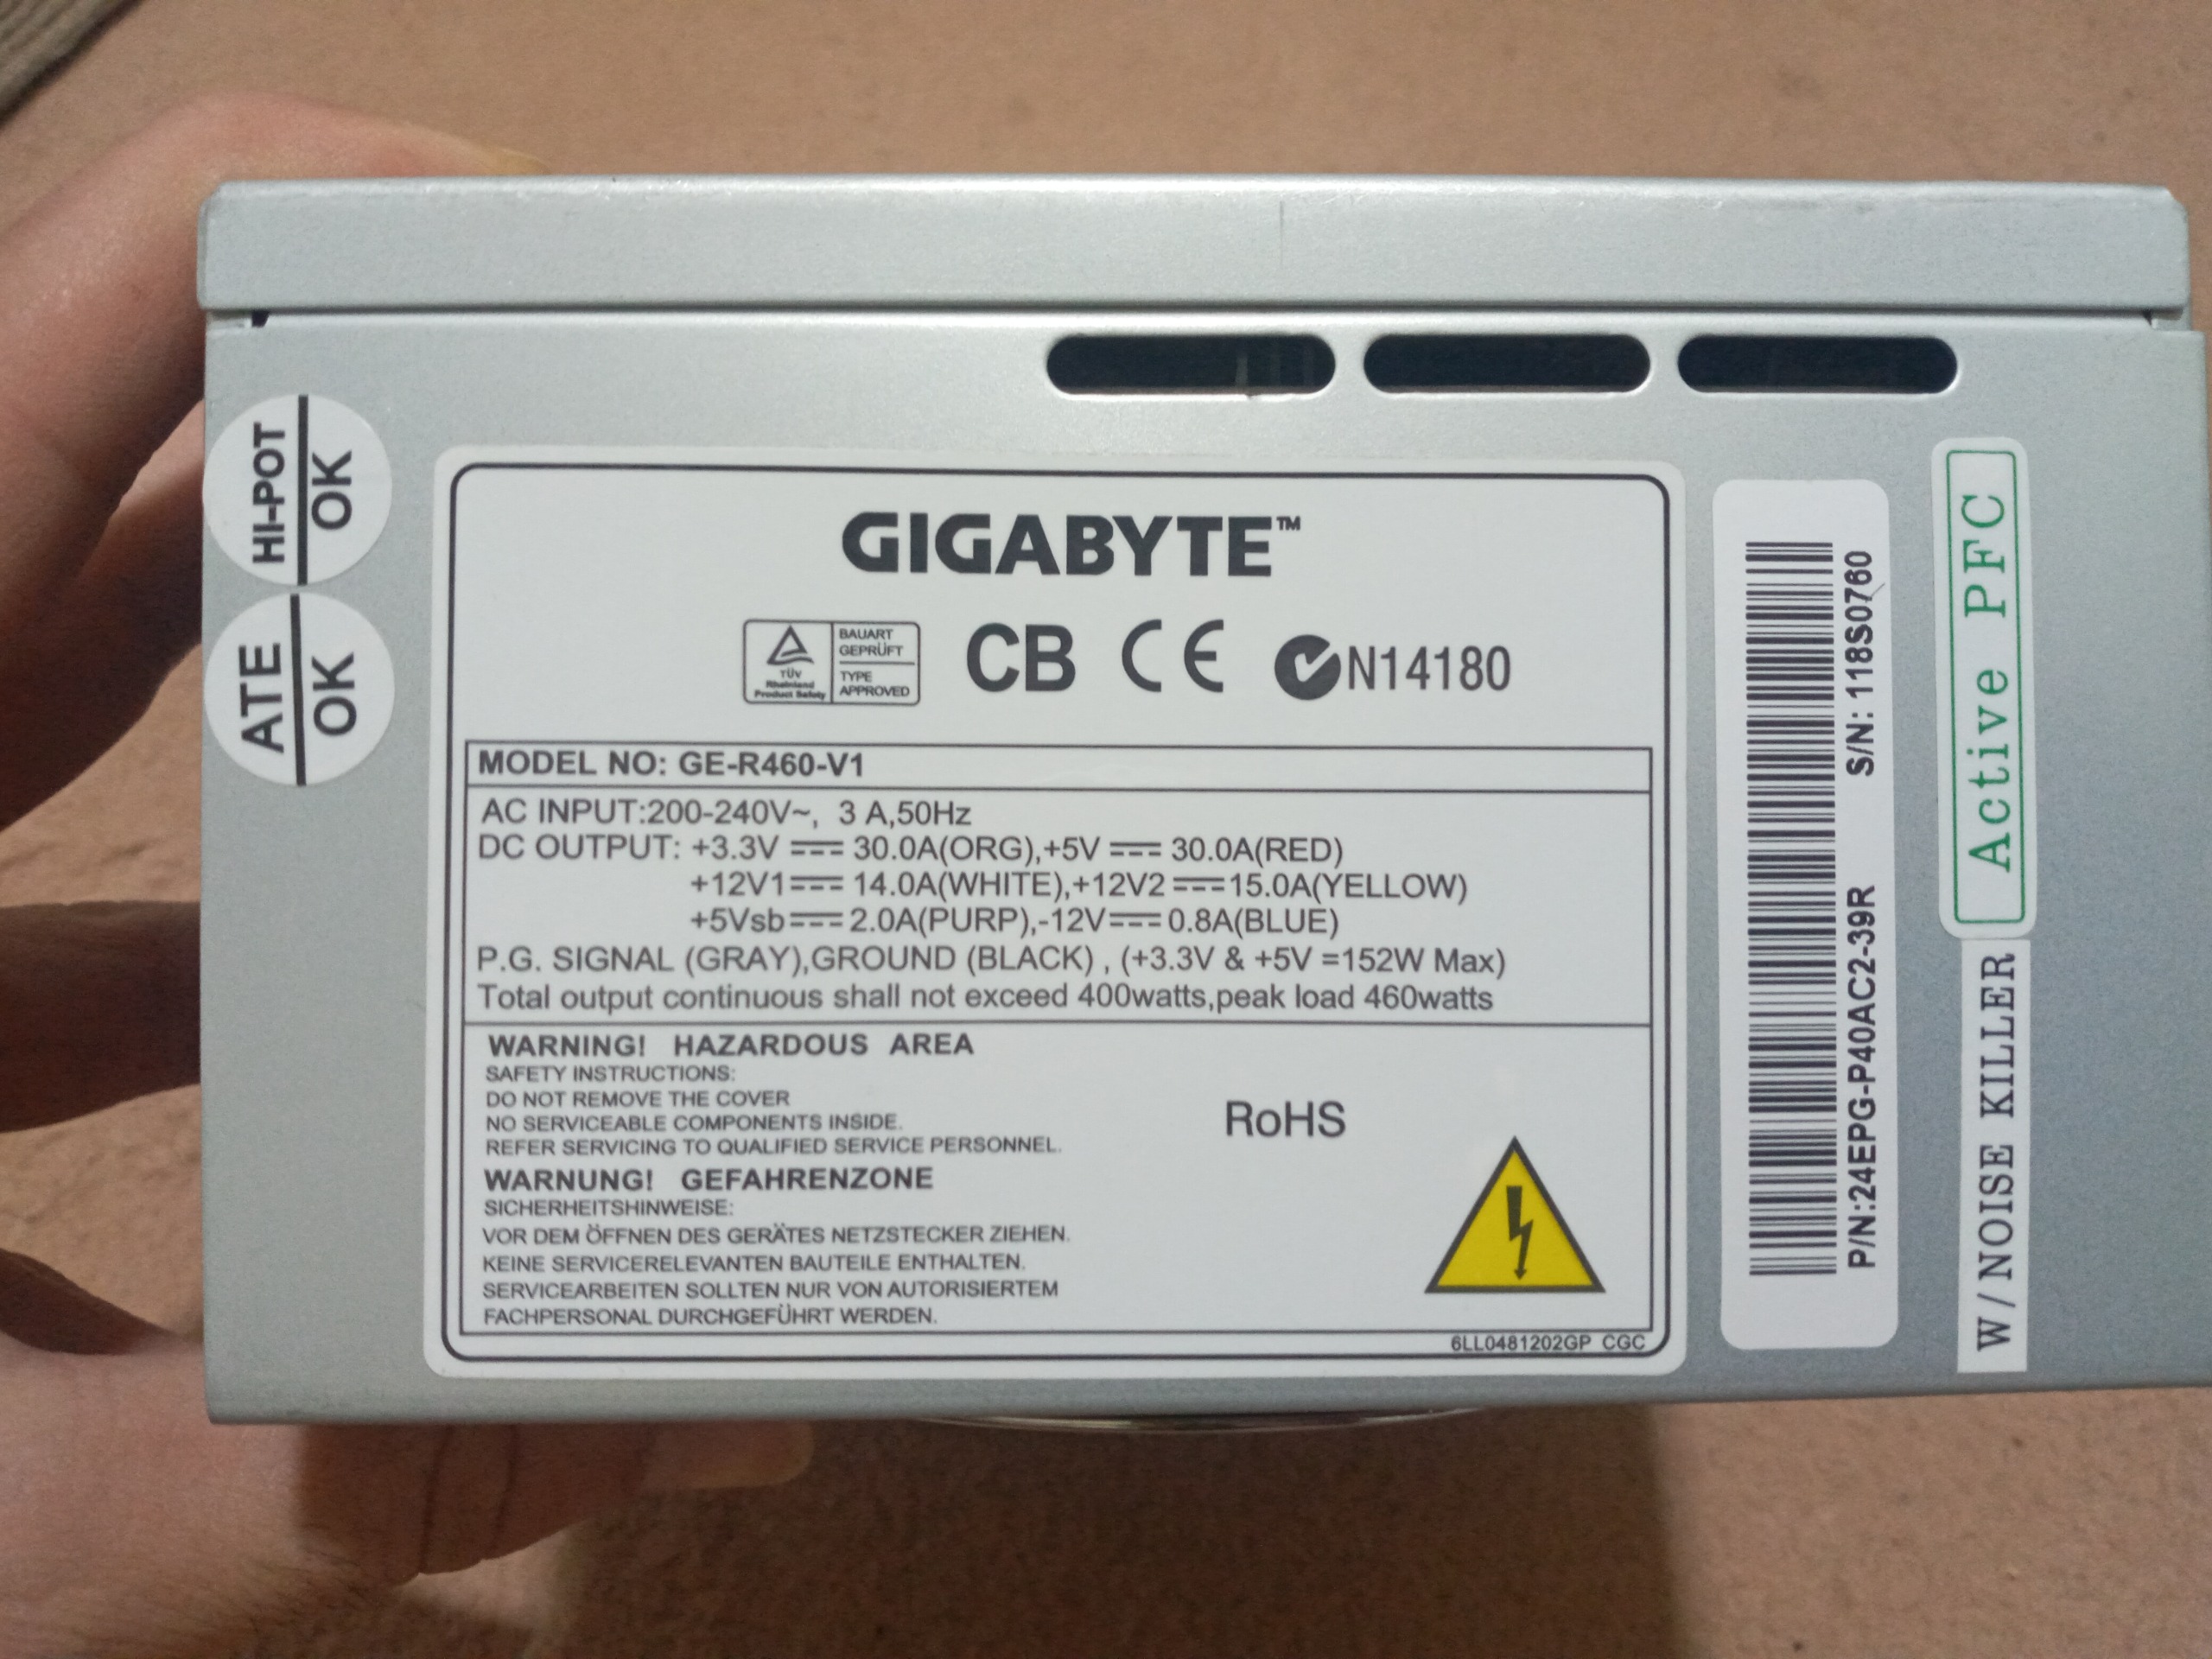 HI-POT
OK
ATE
OK
GIGABYTE™
TÜV
Rheinland
Product Safety
BAUART
GEPRÜFT
TYPE
APPROVED
CB CE N14180
MODEL NO: GE-R460-V1
AC INPUT:200-240V~, 3 A,50Hz
DC OUTPUT: +3.3V ⎓ 30.0A(ORG),+5V ⎓ 30.0A(RED)
+12V1⎓ 14.0A(WHITE),+12V2⎓15.0A(YELLOW)
+5Vsb⎓2.0A(PURP),-12V⎓0.8A(BLUE)
P.G. SIGNAL (GRAY),GROUND (BLACK) , (+3.3V & +5V =152W Max)
Total output continuous shall not exceed 400watts,peak load 460watts
WARNING! HAZARDOUS AREA
SAFETY INSTRUCTIONS:
DO NOT REMOVE THE COVER
NO SERVICEABLE COMPONENTS INSIDE.
REFER SERVICING TO QUALIFIED SERVICE PERSONNEL.
RoHS
WARNUNG! GEFAHRENZONE
SICHERHEITSHINWEISE:
VOR DEM ÖFFNEN DES GERÄTES NETZSTECKER ZIEHEN.
KEINE SERVICERELEVANTEN BAUTEILE ENTHALTEN.
SERVICEARBEITEN SOLLTEN NUR VON AUTORISIERTEM
FACHPERSONAL DURCHGEFÜHRT WERDEN.
6LL0481202GP CGC
P/N:24EPG-P40AC2-39R S/N: 118S0760
Active PFC
W/NOISE KILLER